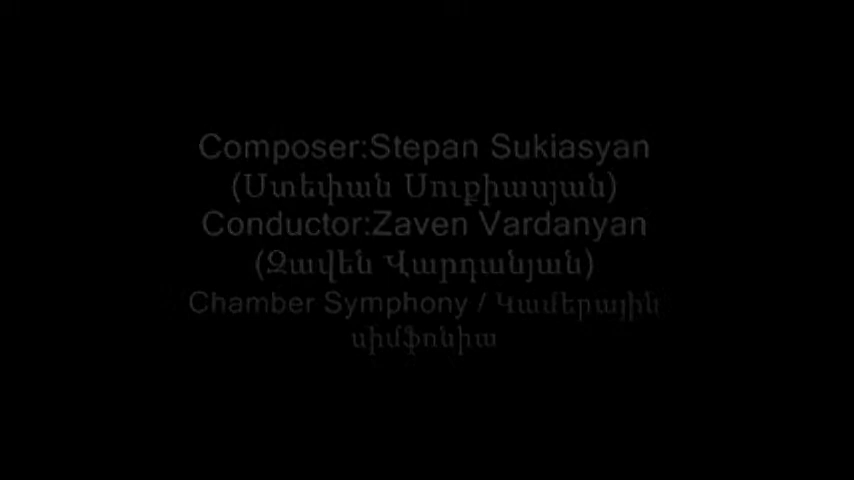 Composer:Stepan Sukiasyan
(Ստեփան Սուքիասյան)
Conductor:Zaven Vardanyan
(Զավեն Վարդանյան)
Chamber Symphony / Կամերային
սիմֆոնիա